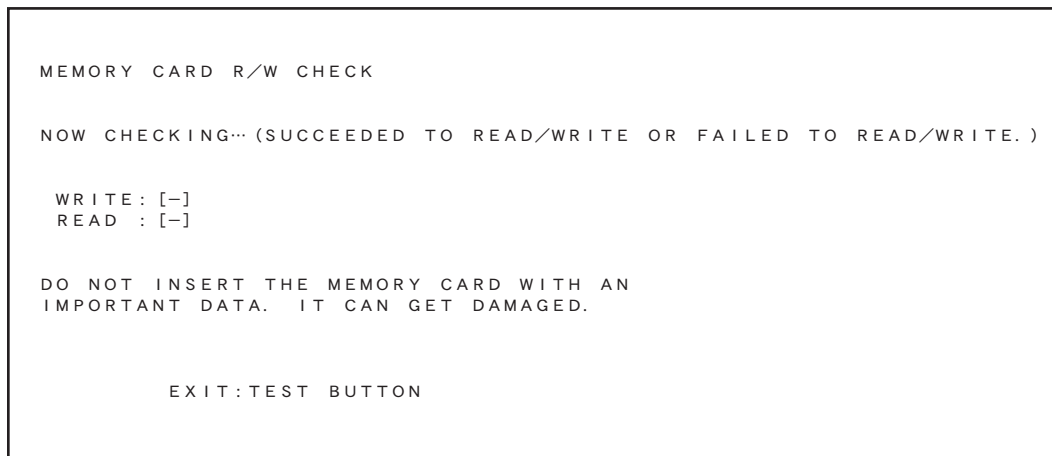 MEMORY CARD R/W CHECK
NOW CHECKING…(SUCCEEDED TO READ/WRITE OR FAILED TO READ/WRITE.)
WRITE:[−]
READ :[−]
DO NOT INSERT THE MEMORY CARD WITH AN
IMPORTANT DATA. IT CAN GET DAMAGED.
EXIT:TEST BUTTON